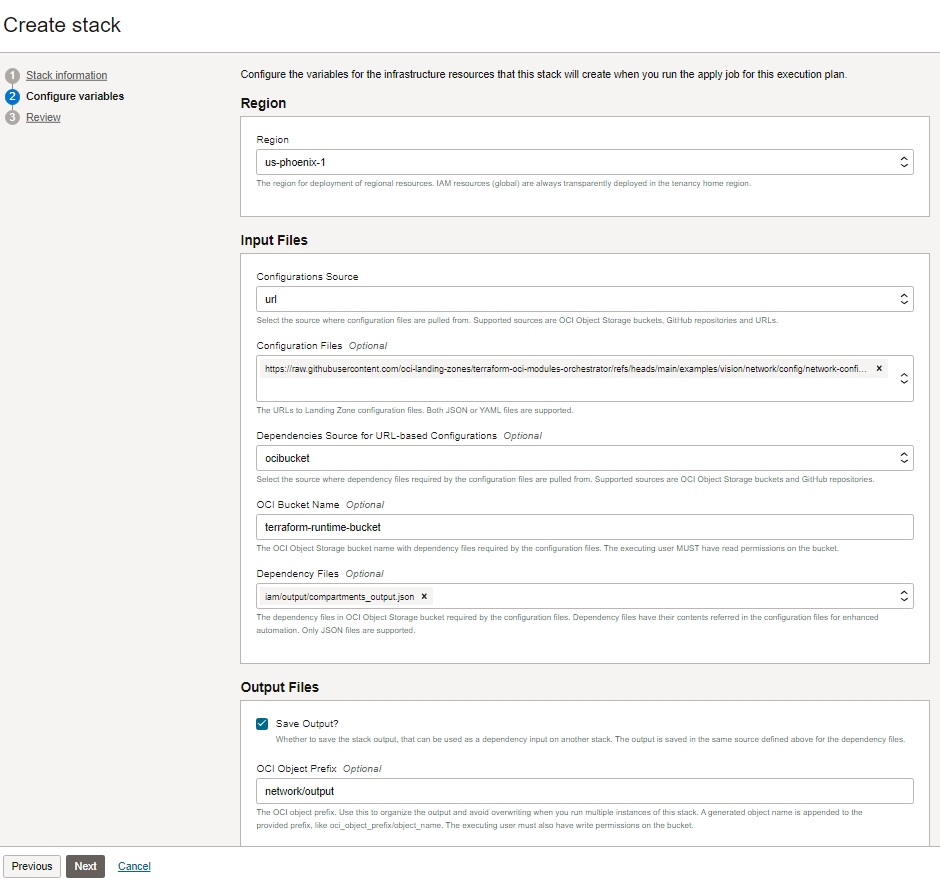 Create stack
1 Stack information
2 Configure variables
3 Review
Configure the variables for the infrastructure resources that this stack will create when you run the apply job for this execution plan.
Region
Region
us-phoenix-1
The region for deployment of regional resources. IAM resources (global) are always transparently deployed in the tenancy home region.
Input Files
Configurations Source
url
Select the source where configuration files are pulled from. Supported sources are OCI Object Storage buckets, GitHub repositories and URLs.
Configuration Files Optional
https://raw.githubusercontent.com/oci-landing-zones/terraform-oci-modules-orchestrator/refs/heads/main/examples/vision/network/config/network-confi... ×
The URLs to Landing Zone configuration files. Both JSON or YAML files are supported.
Dependencies Source for URL-based Configurations Optional
ocibucket
Select the source where dependency files required by the configuration files are pulled from. Supported sources are OCI Object Storage buckets and GitHub repositories.
OCI Bucket Name Optional
terraform-runtime-bucket
The OCI Object Storage bucket name with dependency files required by the configuration files. The executing user MUST have read permissions on the bucket.
Dependency Files Optional
iam/output/compartments_output.json ×
The dependency files in OCI Object Storage bucket required by the configuration files. Dependency files have their contents referred in the configuration files for enhanced
automation. Only JSON files are supported.
Output Files
Save Output?
Whether to save the stack output, that can be used as a dependency input on another stack. The output is saved in the same source defined above for the dependency files.
OCI Object Prefix Optional
network/output
The OCI object prefix. Use this to organize the output and avoid overwriting when you run multiple instances of this stack. A generated object name is appended to the
provided prefix, like oci_object_prefix/object_name. The executing user must also have write permissions on the bucket.
Previous Next Cancel